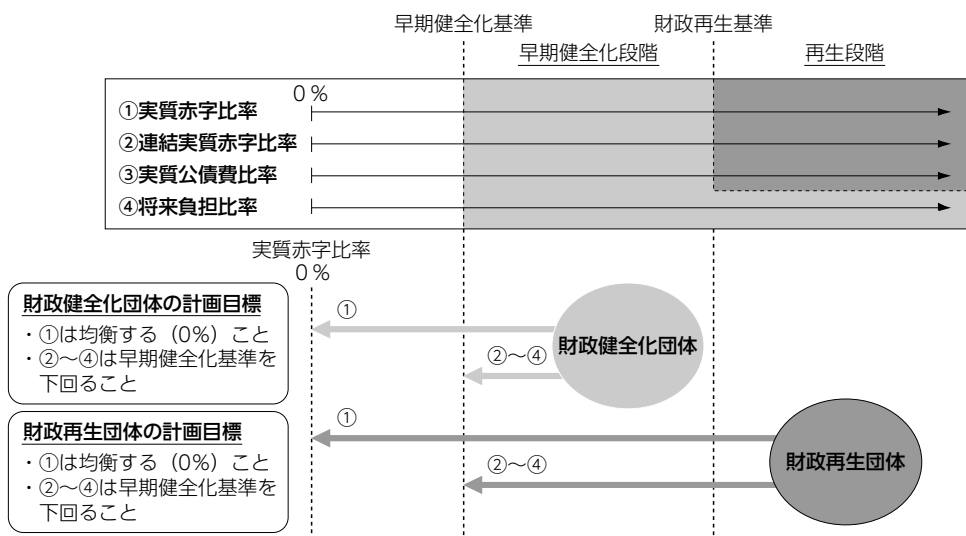 早期健全化基準 財政再生基準
早期健全化段階 再生段階
0%
①実質赤字比率
②連結実質赤字比率
③実質公債費比率
④将来負担比率
実質赤字比率
0%
財政健全化団体の計画目標
・①は均衡する（0%）こと
・②〜④は早期健全化基準を
下回ること
①
②〜④
財政健全化団体
財政再生団体の計画目標
・①は均衡する（0%）こと
・②〜④は早期健全化基準を
下回ること
①
②〜④
財政再生団体